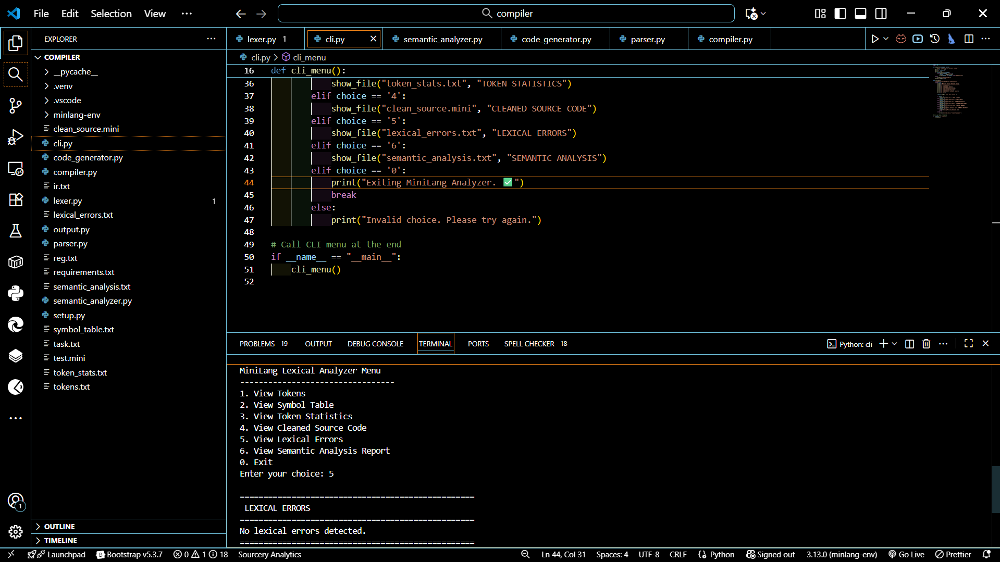 File Edit Selection View ···
compiler
EXPLORER
COMPILER
__pycache__
.venv
.vscode
minlang-env
clean_source.mini
cli.py
code_generator.py
compiler.py
ir.txt
lexer.py 1
lexical_errors.txt
output.py
parser.py
reg.txt
requirements.txt
semantic_analysis.txt
semantic_analyzer.py
setup.py
symbol_table.txt
task.txt
test.mini
token_stats.txt
tokens.txt
OUTLINE
TIMELINE
1
lexer.py 1 cli.py semantic_analyzer.py code_generator.py parser.py compiler.py
cli.py > cli_menu
16 def cli_menu():
36 show_file("token_stats.txt", "TOKEN STATISTICS")
37 elif choice == '4':
38 show_file("clean_source.mini", "CLEANED SOURCE CODE")
39 elif choice == '5':
40 show_file("lexical_errors.txt", "LEXICAL ERRORS")
41 elif choice == '6':
42 show_file("semantic_analysis.txt", "SEMANTIC ANALYSIS")
43 elif choice == '0':
44 print("Exiting MiniLang Analyzer. ✅")
45 break
46 else:
47 print("Invalid choice. Please try again.")
48
49 # Call CLI menu at the end
50 if __name__ == "__main__":
51 cli_menu()
52
PROBLEMS 19 OUTPUT DEBUG CONSOLE TERMINAL PORTS SPELL CHECKER 18
Python: cli
MiniLang Lexical Analyzer Menu
---------------------------------
1. View Tokens
2. View Symbol Table
3. View Token Statistics
4. View Cleaned Source Code
5. View Lexical Errors
6. View Semantic Analysis Report
0. Exit
Enter your choice: 5
==================================================
LEXICAL ERRORS
==================================================
No lexical errors detected.
==================================================
Launchpad Bootstrap v5.3.7 0 1 18 Sourcery Analytics
Ln 44, Col 31 Spaces: 4 UTF-8 CRLF Python Signed out 3.13.0 (minlang-env) Go Live Prettier